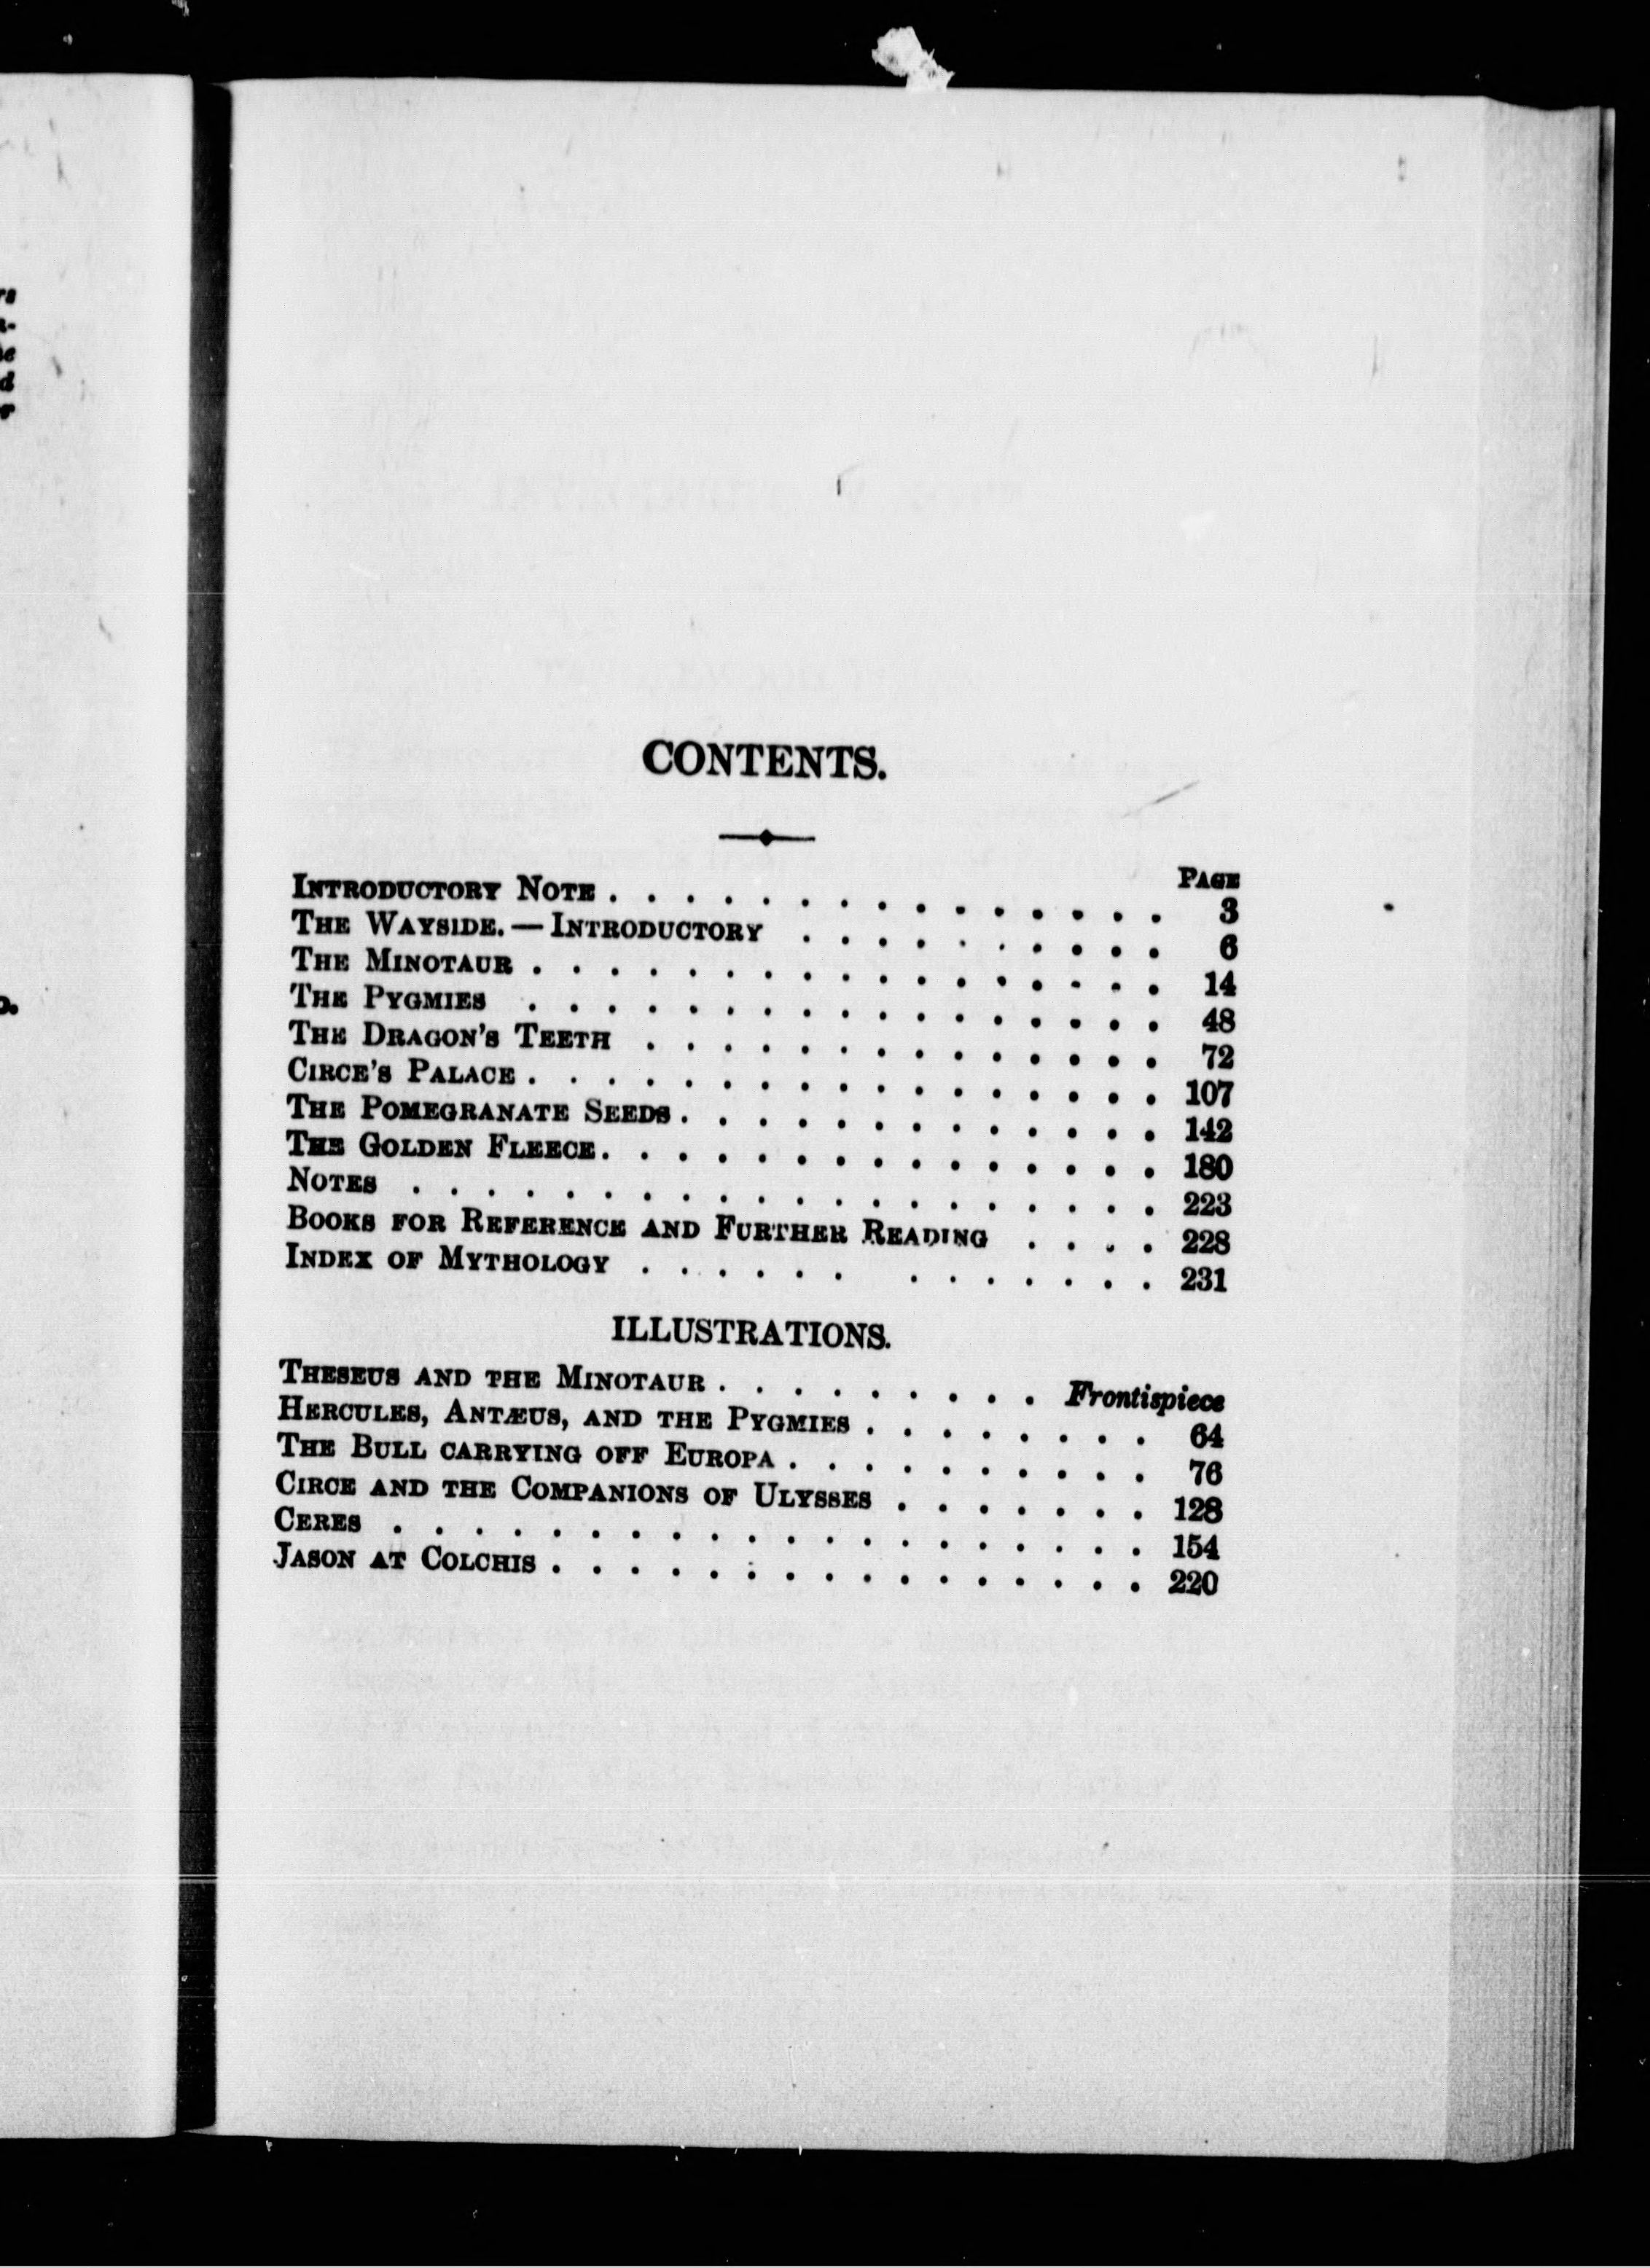 CONTENTS.
PAGE
INTRODUCTORY NOTE . . . . . . . . . . . . . . . 3
THE WAYSIDE. — INTRODUCTORY . . . . . . . . . . 6
THE MINOTAUR . . . . . . . . . . . . . . . . . 14
THE PYGMIES . . . . . . . . . . . . . . . . . 48
THE DRAGON'S TEETH . . . . . . . . . . . . . . 72
CIRCE'S PALACE . . . . . . . . . . . . . . . . 107
THE POMEGRANATE SEEDS . . . . . . . . . . . . . 142
THE GOLDEN FLEECE . . . . . . . . . . . . . . . 180
NOTES . . . . . . . . . . . . . . . . . . . . 223
BOOKS FOR REFERENCE AND FURTHER READING . . . . 228
INDEX OF MYTHOLOGY . . . . . . . . . . . . . 231
ILLUSTRATIONS.
THESEUS AND THE MINOTAUR . . . . . . . . . Frontispiece
HERCULES, ANTÆUS, AND THE PYGMIES . . . . . . . . 64
THE BULL CARRYING OFF EUROPA . . . . . . . . . . 76
CIRCE AND THE COMPANIONS OF ULYSSES . . . . . . . 128
CERES . . . . . . . . . . . . . . . . . . . . 154
JASON AT COLCHIS . . . . . . . . . . . . . . . . 220